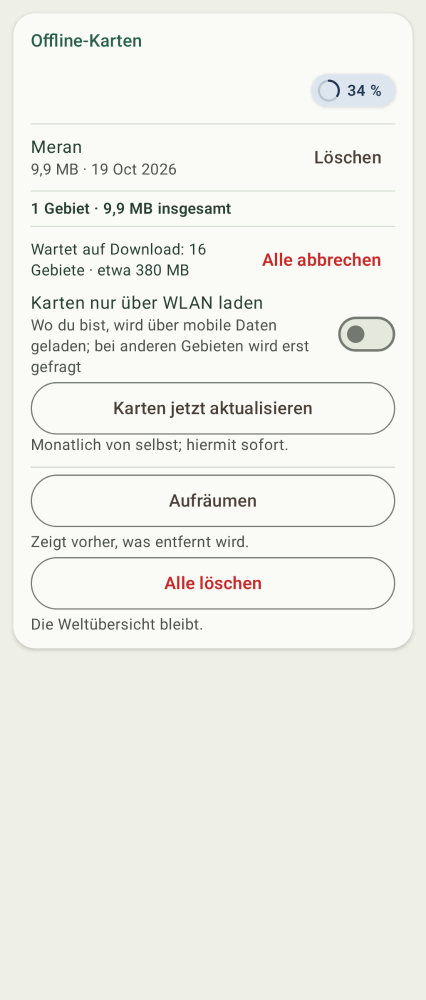 Offline-Karten
34 %
Meran
9,9 MB · 19 Oct 2026
Löschen
1 Gebiet · 9,9 MB insgesamt
Wartet auf Download: 16
Gebiete · etwa 380 MB
Alle abbrechen
Karten nur über WLAN laden
Wo du bist, wird über mobile Daten
geladen; bei anderen Gebieten wird erst
gefragt
Karten jetzt aktualisieren
Monatlich von selbst; hiermit sofort.
Aufräumen
Zeigt vorher, was entfernt wird.
Alle löschen
Die Weltübersicht bleibt.